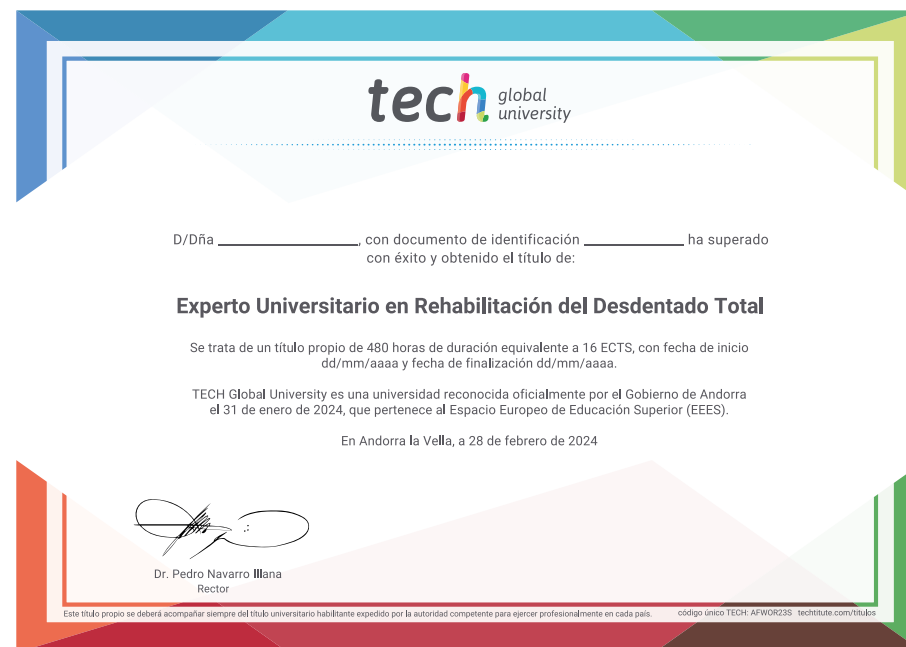 tech global university
D/Dña ____________________, con documento de identificación ______________ ha superado
con éxito y obtenido el título de:
Experto Universitario en Rehabilitación del Desdentado Total
Se trata de un título propio de 480 horas de duración equivalente a 16 ECTS, con fecha de inicio
dd/mm/aaaa y fecha de finalización dd/mm/aaaa.
TECH Global University es una universidad reconocida oficialmente por el Gobierno de Andorra
el 31 de enero de 2024, que pertenece al Espacio Europeo de Educación Superior (EEES).
En Andorra la Vella, a 28 de febrero de 2024
Dr. Pedro Navarro Illana
Rector
Este título propio se deberá acompañar siempre del título universitario habilitante expedido por la autoridad competente para ejercer profesionalmente en cada país. código único TECH: AFWOR23S techtitute.com/titulos